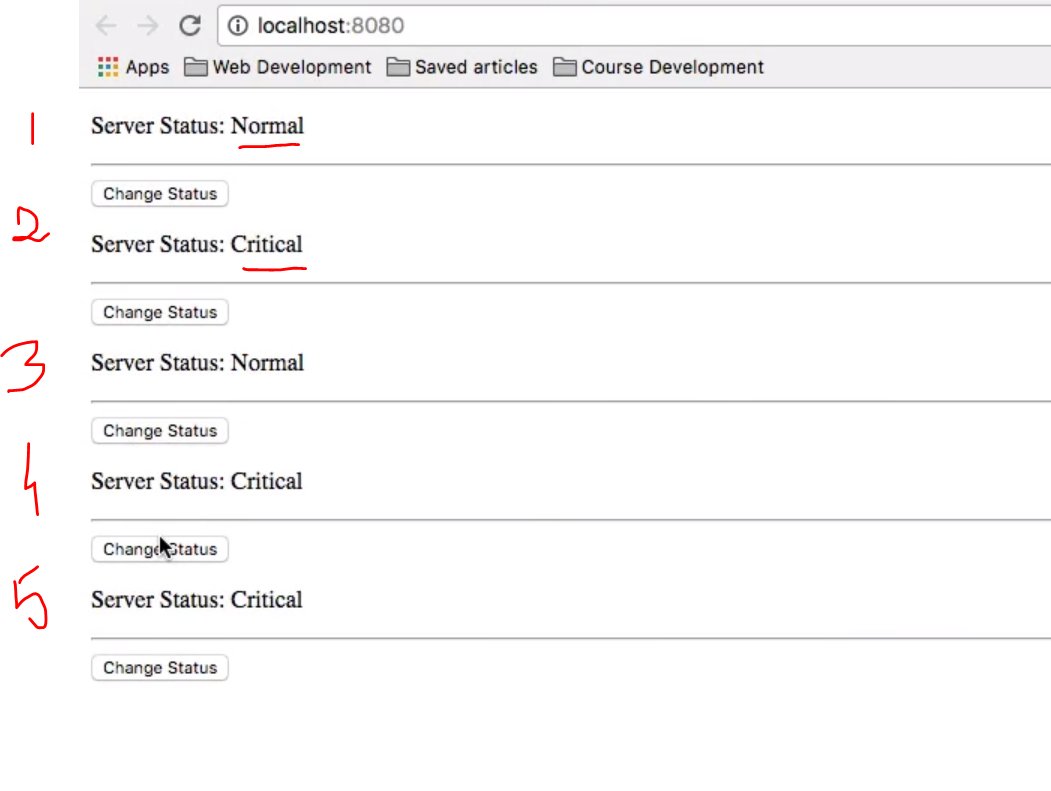 localhost:8080
Apps Web Development Saved articles Course Development
1 Server Status: Normal
Change Status
2 Server Status: Critical
Change Status
3 Server Status: Normal
Change Status
4 Server Status: Critical
Change Status
5 Server Status: Critical
Change Status